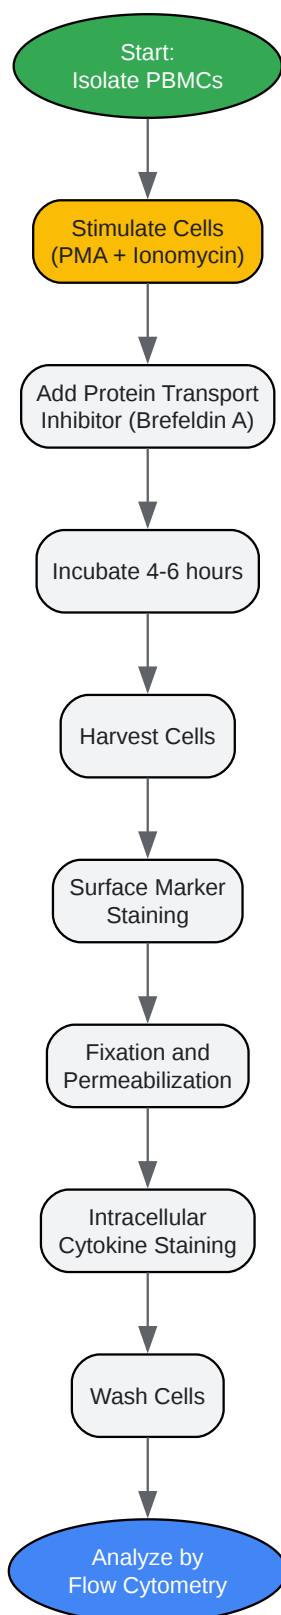 Start:
Isolate PBMCs
Stimulate Cells
(PMA + Ionomycin)
Add Protein Transport
Inhibitor (Brefeldin A)
Incubate 4-6 hours
Harvest Cells
Surface Marker
Staining
Fixation and
Permeabilization
Intracellular
Cytokine Staining
Wash Cells
Analyze by
Flow Cytometry